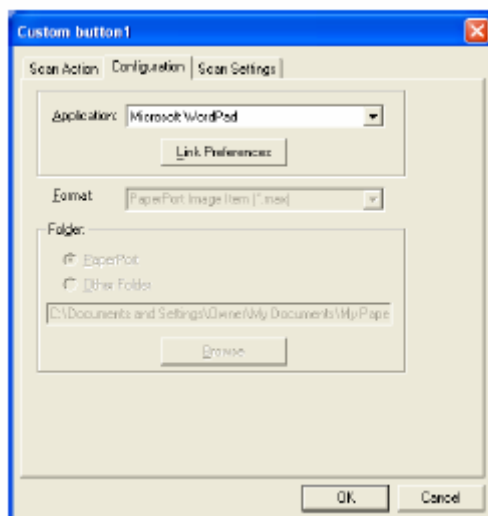 Custom button1
Scan Action Configuration Scan Settings
Application: Microsoft WordPad
Link Preferences
Format PaperPort Image Item (*.max)
Folder:
PaperPort
Other Folder
C:\Documents and Settings\Owner\My Documents\My Pape
Browse
OK Cancel